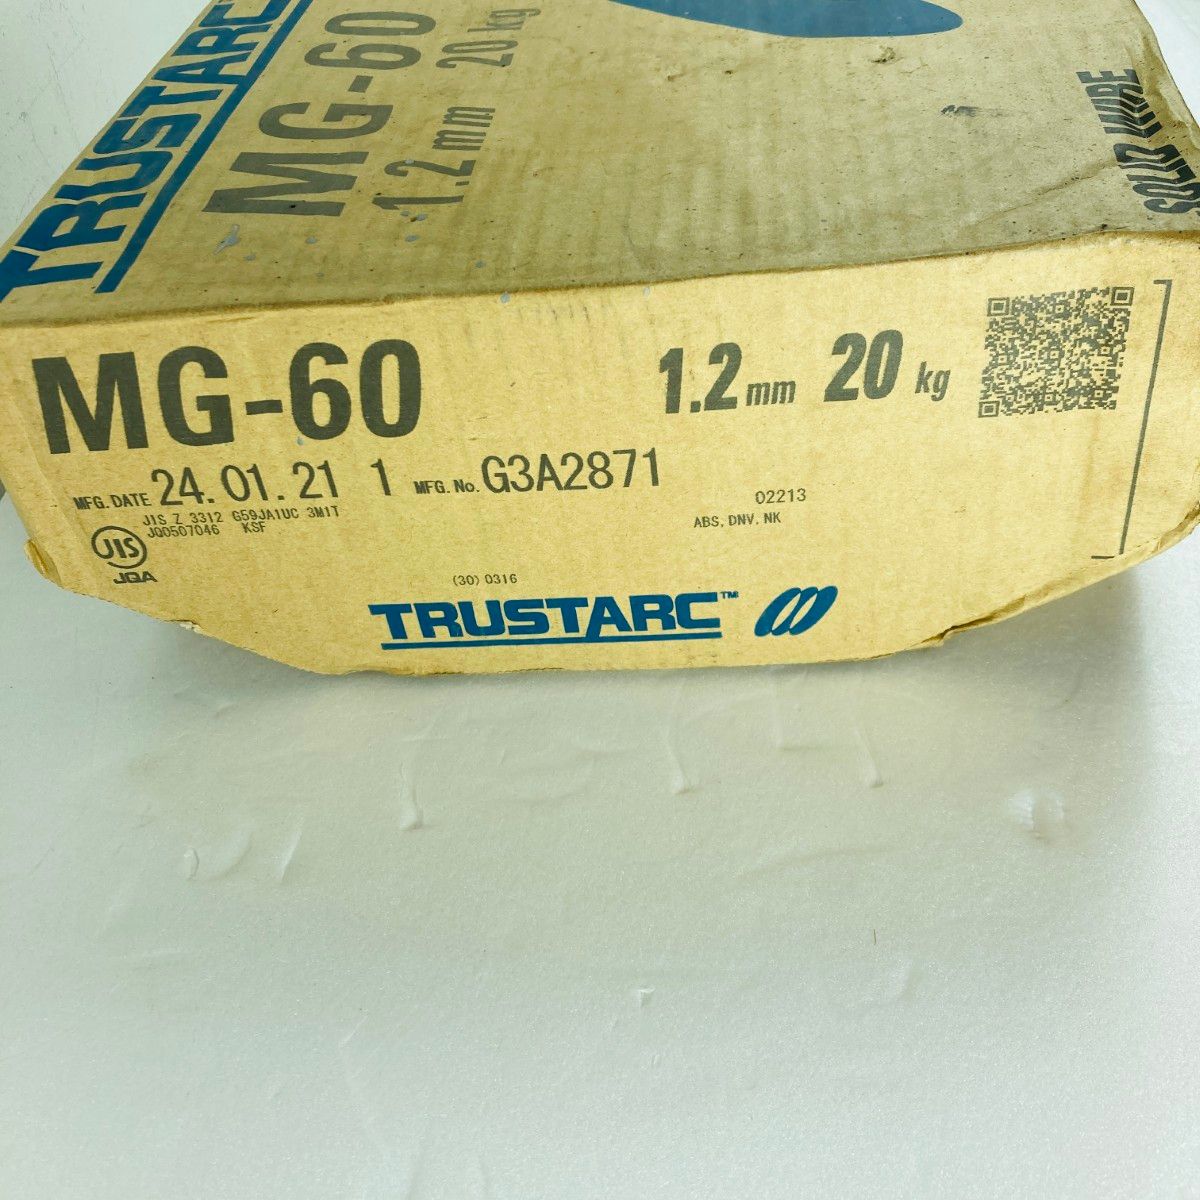 TRUSTARC
MG-60
1.2 mm 20 kg
SOLID WIRE
MG-60 1.2 mm 20 kg
MFG. DATE 24.01.21 1 MFG. No. G3A2871
JIS Z 3312 G59JA1UC 3M1T
JQ0507046 KSF
02213
ABS, DNV, NK
JIS
JQA
(30) 0316
TRUSTARC™